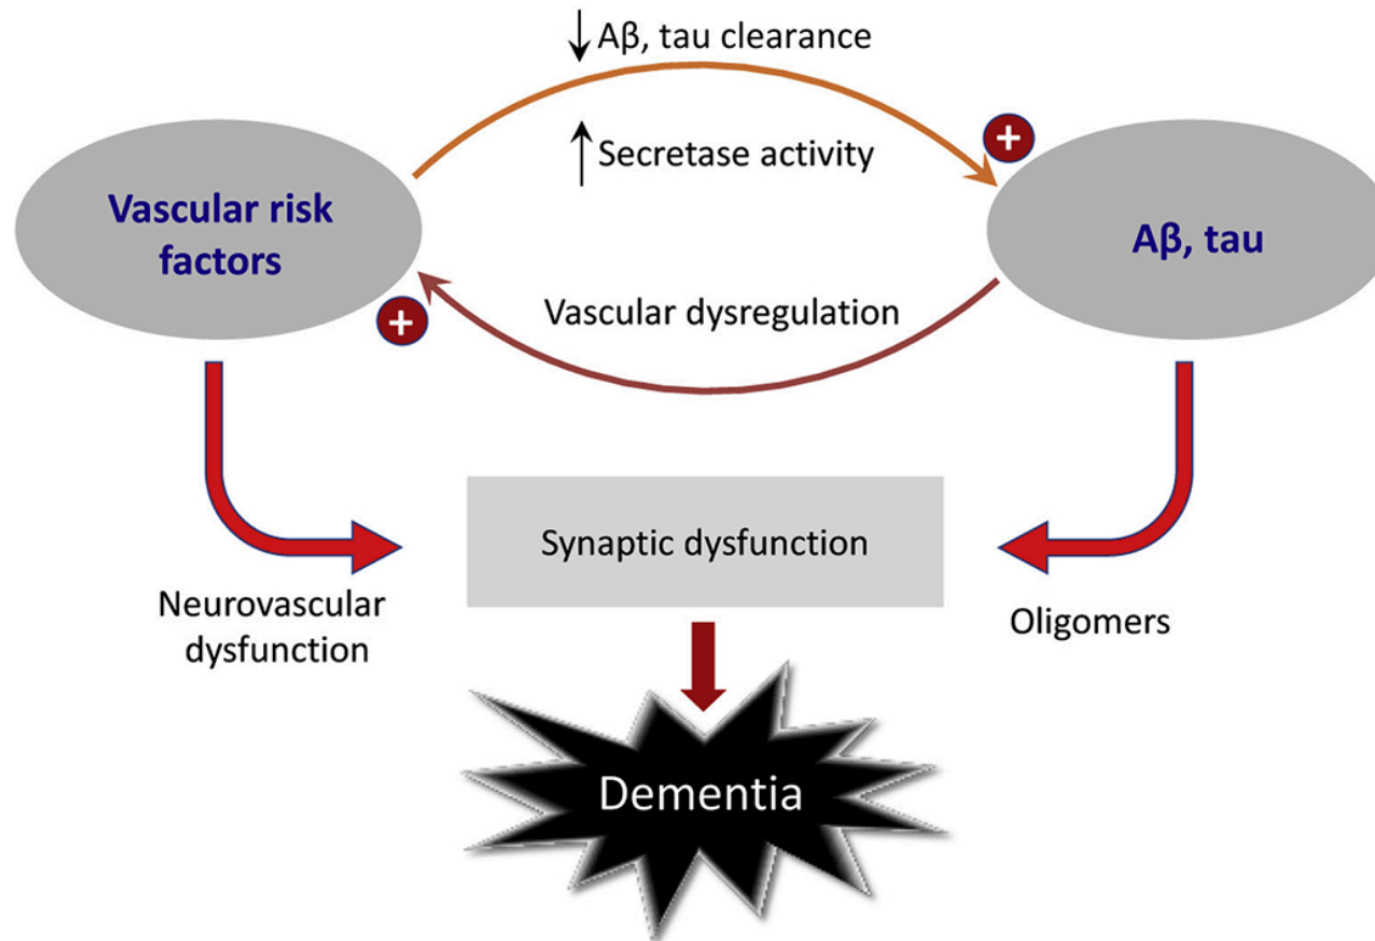 ↓ Aβ, tau clearance
↑ Secretase activity
+
Vascular risk
factors
Aβ, tau
+
Vascular dysregulation
Synaptic dysfunction
Neurovascular
dysfunction
Oligomers
Dementia